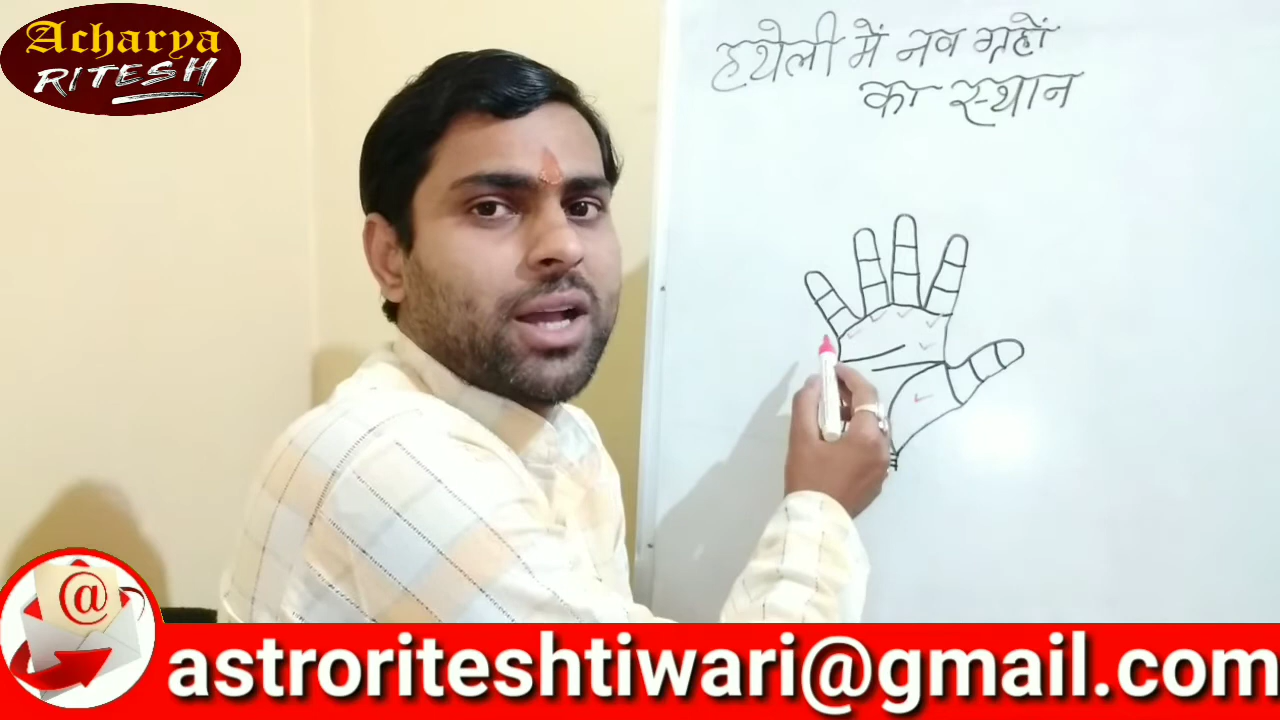 Acharya
RITESH
हथेली में नव ग्रहों
का स्थान
@
astroriteshtiwari@gmail.com